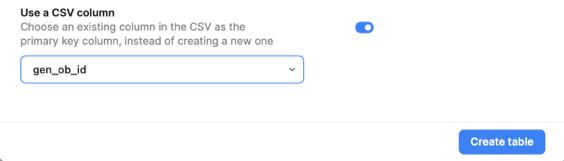 Use a CSV column
Choose an existing column in the CSV as the
primary key column, instead of creating a new one
gen_ob_id
Create table